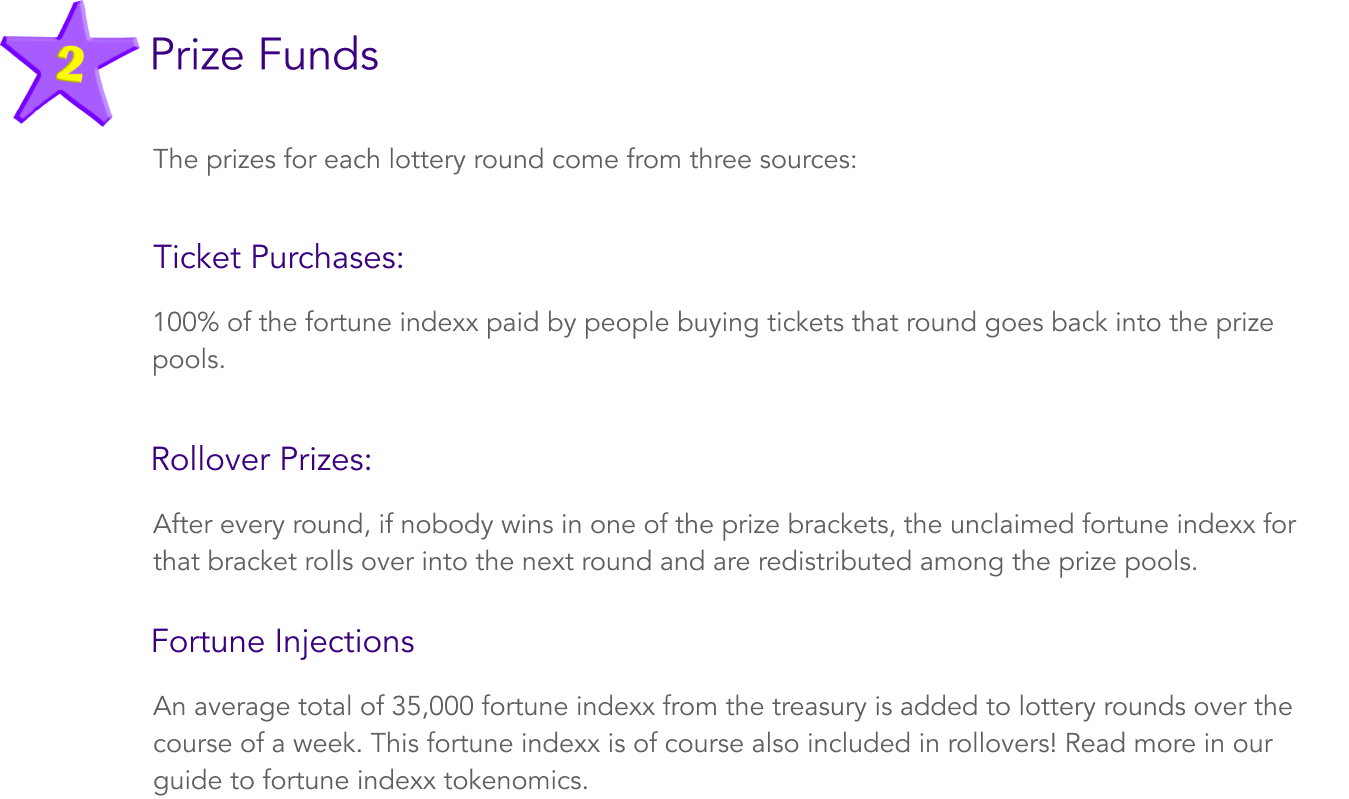 2
Prize Funds
The prizes for each lottery round come from three sources:
Ticket Purchases:
100% of the fortune indexx paid by people buying tickets that round goes back into the prize
pools.
Rollover Prizes:
After every round, if nobody wins in one of the prize brackets, the unclaimed fortune indexx for
that bracket rolls over into the next round and are redistributed among the prize pools.
Fortune Injections
An average total of 35,000 fortune indexx from the treasury is added to lottery rounds over the
course of a week. This fortune indexx is of course also included in rollovers! Read more in our
guide to fortune indexx tokenomics.